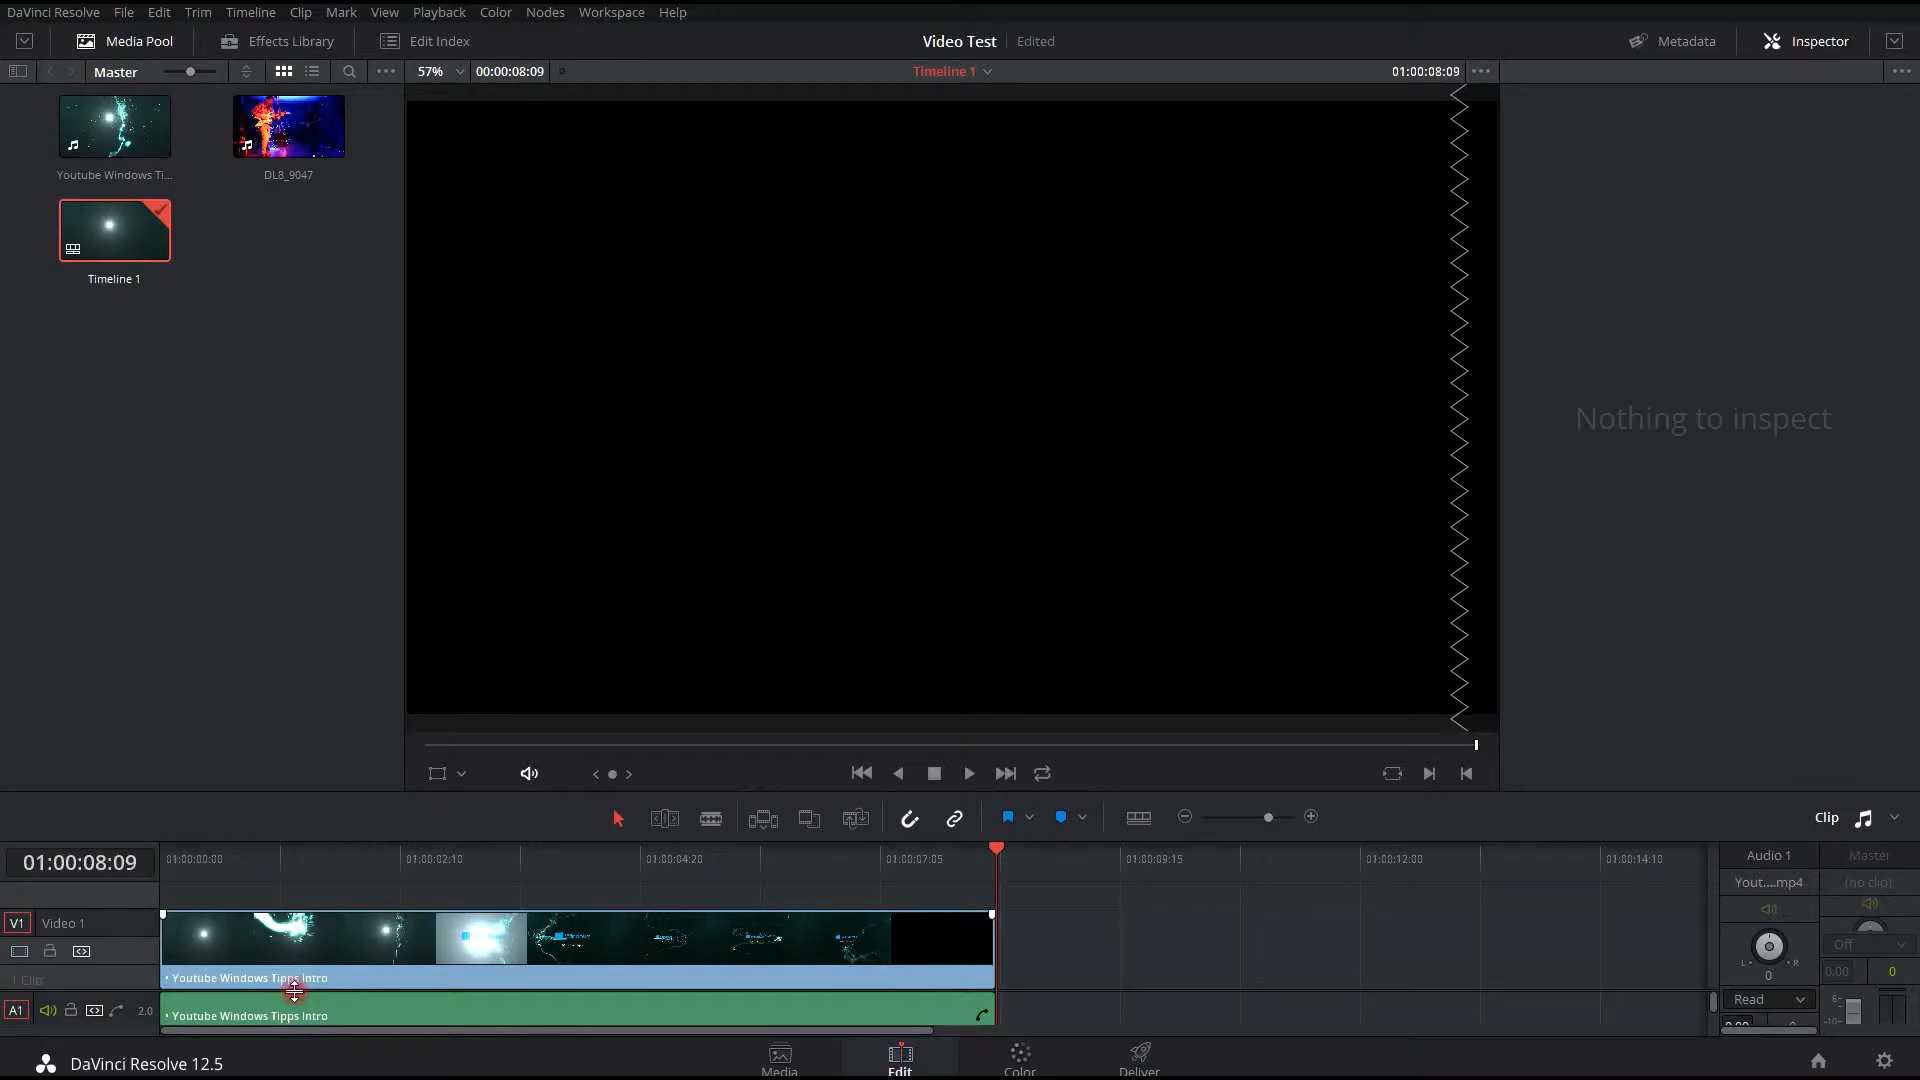 DaVinci Resolve File Edit Trim Timeline Clip Mark View Playback Color Nodes Workspace Help
Media Pool Effects Library Edit Index Video Test Edited Metadata Inspector
Master 57% 00:00:08:09 Timeline 1 01:00:08:09
Youtube Windows Ti... DL8_9047
Timeline 1
Nothing to inspect
Clip
01:00:08:09 01:00:00:00 01:00:02:10 01:00:04:20 01:00:07:05 01:00:09:15 01:00:12:00 01:00:14:10 Audio 1 Master
Yout....mp4 (no clip)
V1 Video 1
Off
L R
0 0.00 0
1 Clip • Youtube Windows Tipps Intro
Read
A1 2.0 • Youtube Windows Tipps Intro
DaVinci Resolve 12.5 Media Edit Color Deliver